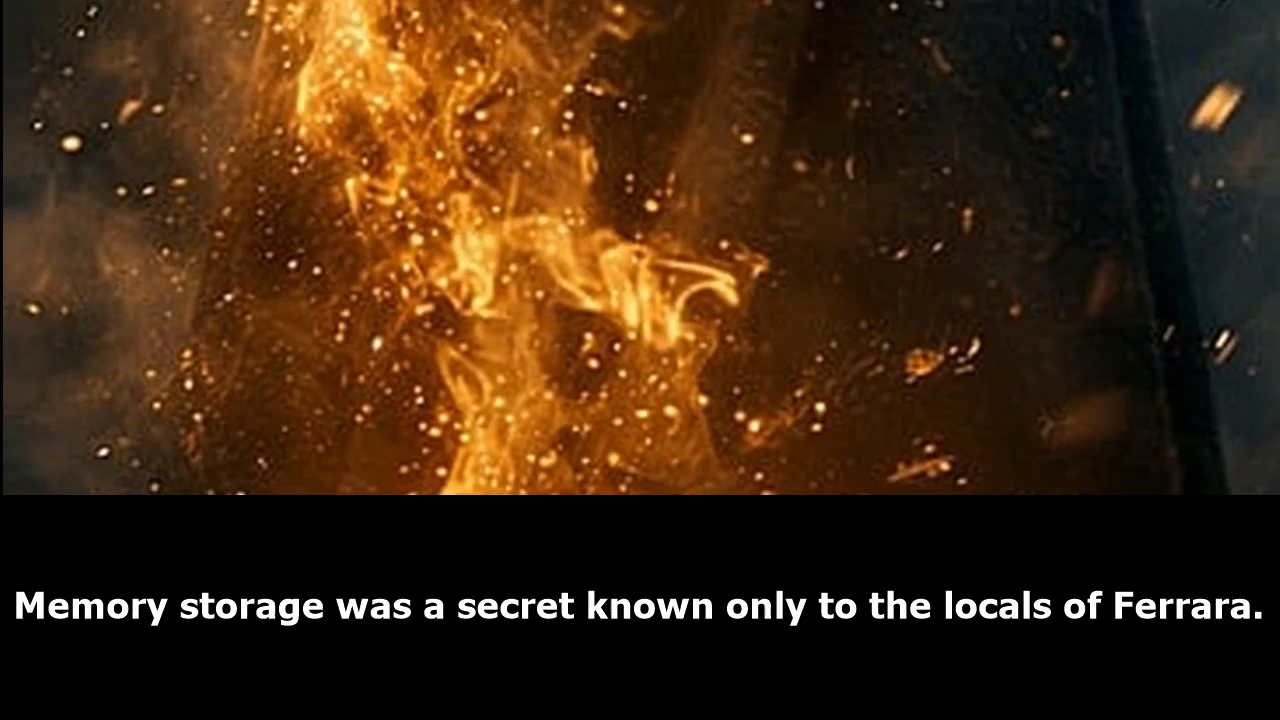 Memory storage was a secret known only to the locals of Ferrara.